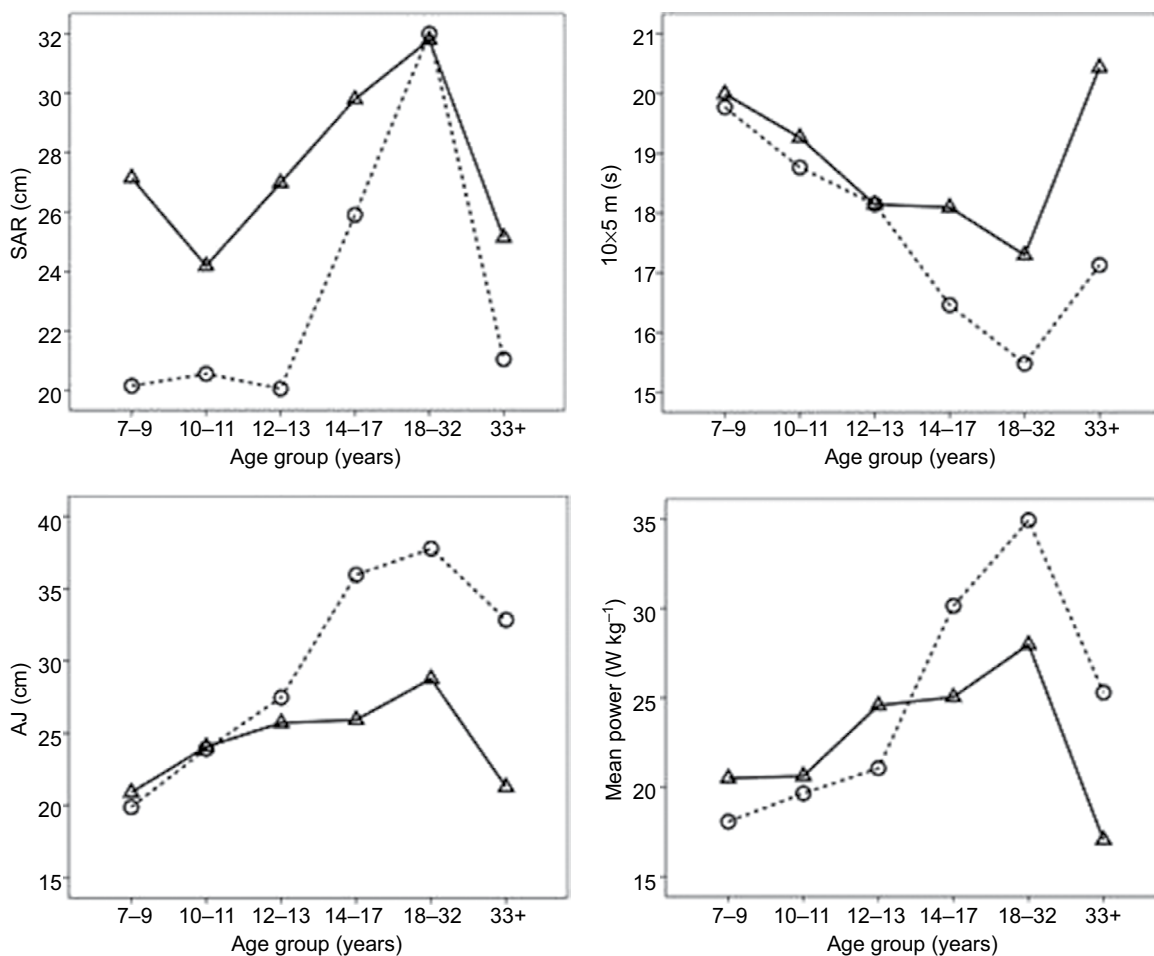 32
30
28
26
24
22
20
SAR (cm)
7–9 10–11 12–13 14–17 18–32 33+
Age group (years)
21
20
19
18
17
16
15
10×5 m (s)
7–9 10–11 12–13 14–17 18–32 33+
Age group (years)
40
35
30
25
20
15
AJ (cm)
7–9 10–11 12–13 14–17 18–32 33+
Age group (years)
35
30
25
20
15
Mean power (W kg⁻¹)
7–9 10–11 12–13 14–17 18–32 33+
Age group (years)